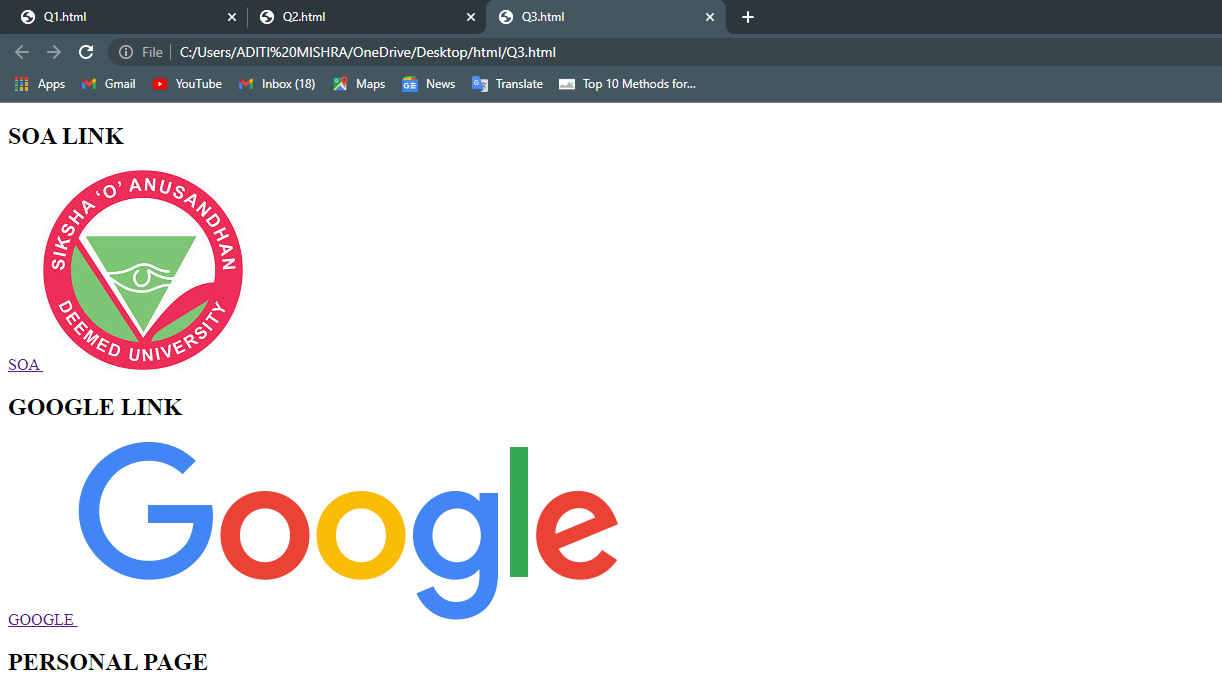 Q1.html
Q2.html
Q3.html
File | C:/Users/ADITI%20MISHRA/OneDrive/Desktop/html/Q3.html
Apps Gmail YouTube Inbox (18) Maps News Translate Top 10 Methods for...
SOA LINK
SIKSHA 'O' ANUSANDHAN
DEEMED UNIVERSITY
SOA
GOOGLE LINK
Google
GOOGLE
PERSONAL PAGE